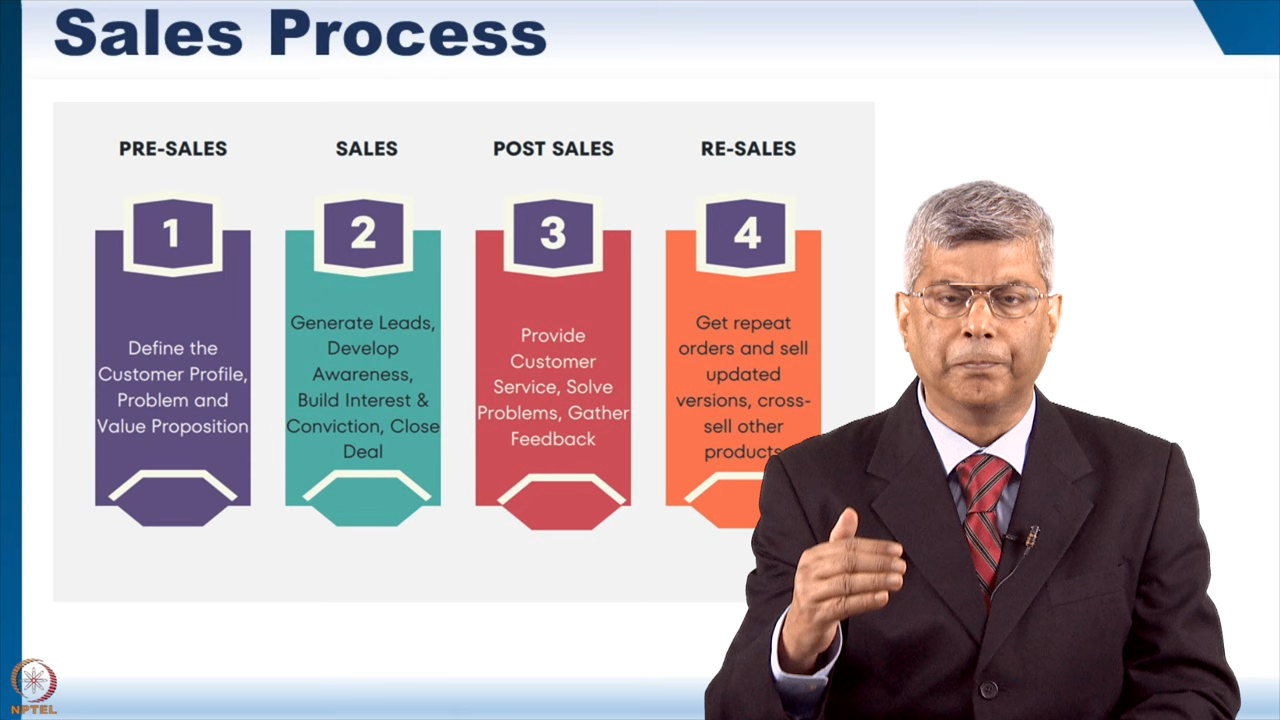 Sales Process
PRE-SALES
1
Define the
Customer Profile,
Problem and
Value Proposition
SALES
2
Generate Leads,
Develop
Awareness,
Build Interest &
Conviction, Close
Deal
POST SALES
3
Provide
Customer
Service, Solve
Problems, Gather
Feedback
RE-SALES
4
Get repeat
orders and sell
updated
versions, cross-
sell other
products
NPTEL